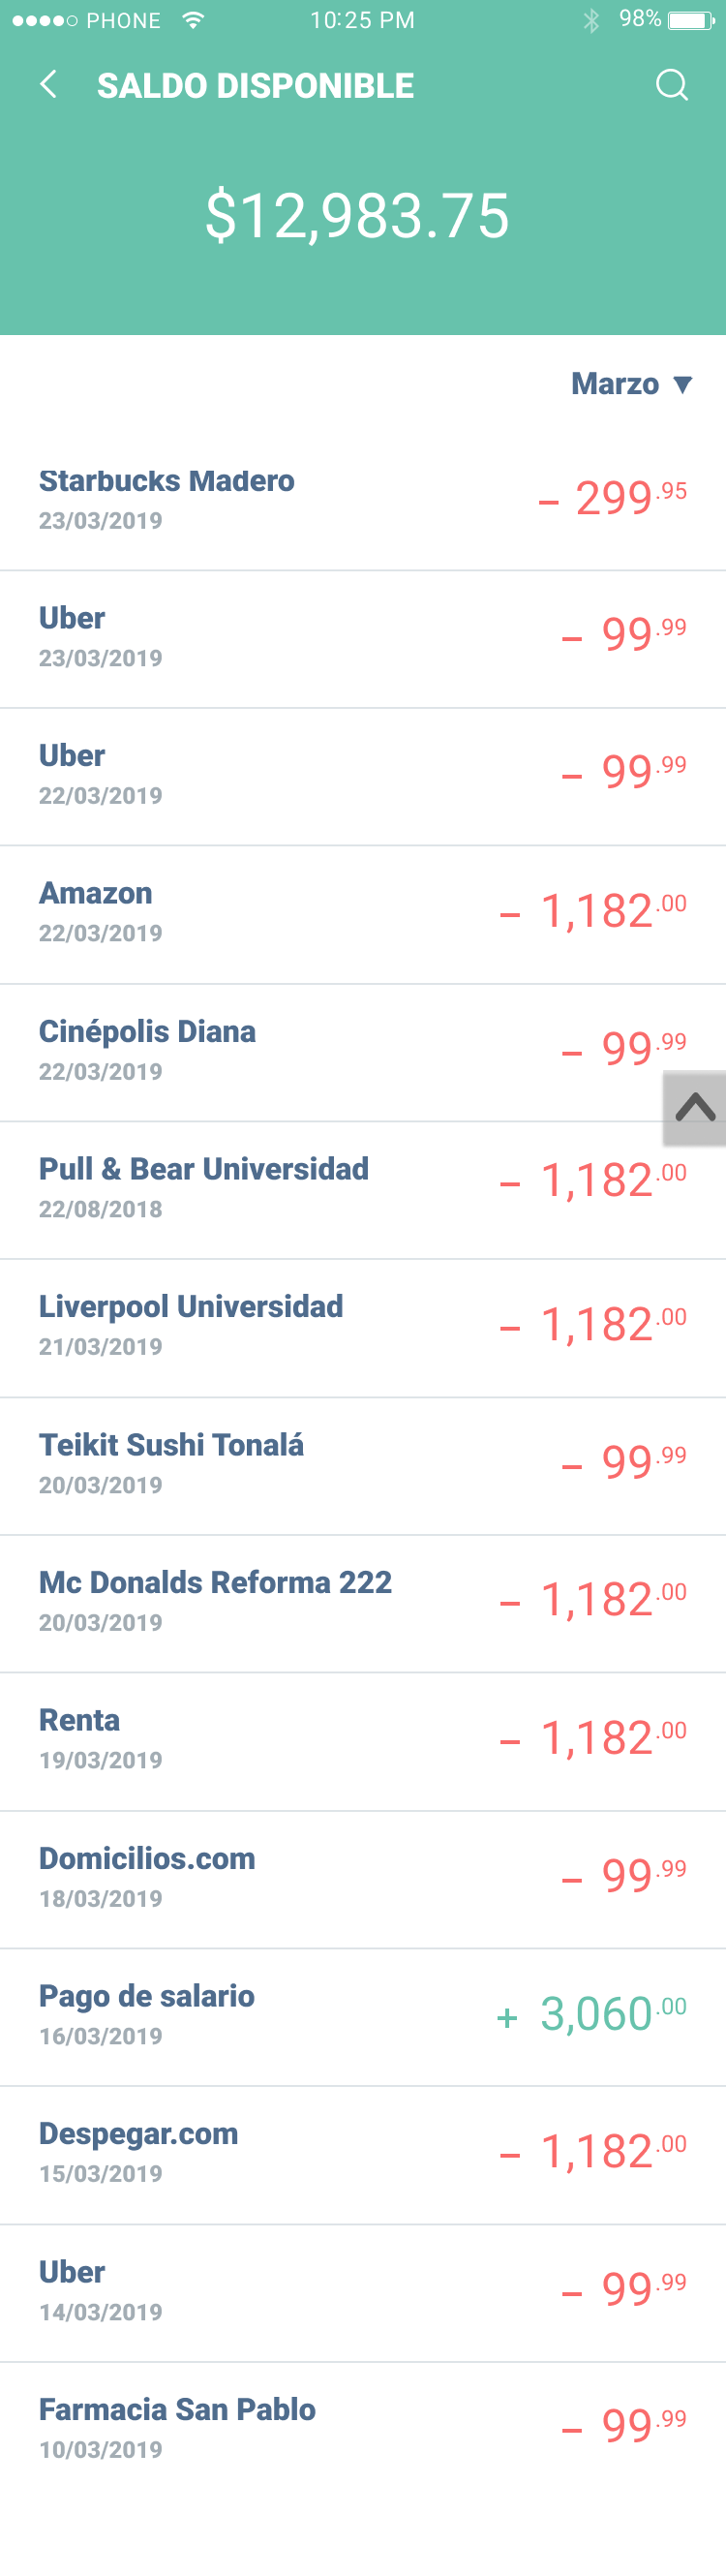 PHONE 10:25 PM 98%
SALDO DISPONIBLE
$12,983.75
Marzo
Starbucks Madero
23/03/2019
- 299.95
Uber
23/03/2019
- 99.99
Uber
22/03/2019
- 99.99
Amazon
22/03/2019
- 1,182.00
Cinépolis Diana
22/03/2019
- 99.99
Pull & Bear Universidad
22/08/2018
- 1,182.00
Liverpool Universidad
21/03/2019
- 1,182.00
Teikit Sushi Tonalá
20/03/2019
- 99.99
Mc Donalds Reforma 222
20/03/2019
- 1,182.00
Renta
19/03/2019
- 1,182.00
Domicilios.com
18/03/2019
- 99.99
Pago de salario
16/03/2019
+ 3,060.00
Despegar.com
15/03/2019
- 1,182.00
Uber
14/03/2019
- 99.99
Farmacia San Pablo
10/03/2019
- 99.99